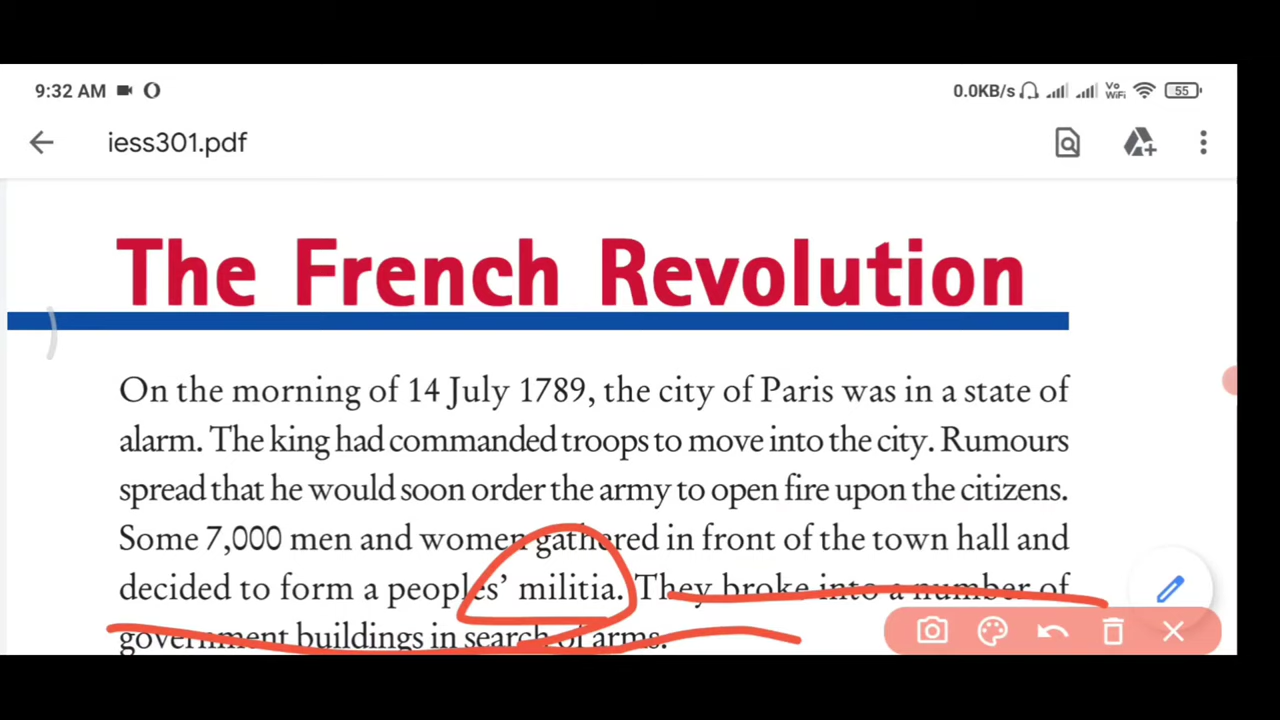 9:32 AM
0.0KB/s Vo WiFi 55
iess301.pdf
The French Revolution
On the morning of 14 July 1789, the city of Paris was in a state of
alarm. The king had commanded troops to move into the city. Rumours
spread that he would soon order the army to open fire upon the citizens.
Some 7,000 men and women gathered in front of the town hall and
decided to form a peoples’ militia. They broke into a number of
government buildings in search of arms.